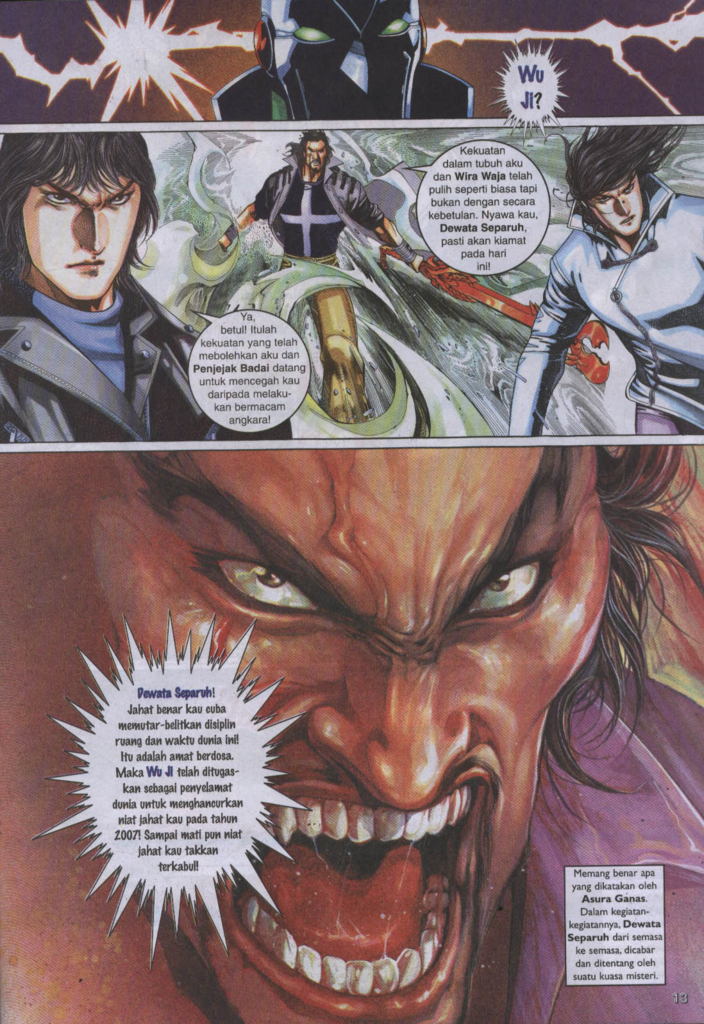 Wu
Ji?
Kekuatan
dalam tubuh aku
dan Wira Waja telah
pulih seperti biasa tapi
bukan dengan secara
kebetulan. Nyawa kau,
Dewata Separuh,
pasti akan kiamat
pada hari
ini!
Ya,
betul! Itulah
kekuatan yang telah
mebolehkan aku dan
Penjejak Badai datang
untuk mencegah kau
daripada melaku-
kan bermacam
angkara!
Dewata Separuh!
Jahat benar kau cuba
memutar-belitkan disiplin
ruang dan waktu dunia ini!
Itu adalah amat berdosa.
Maka Wu Ji telah ditugas-
kan sebagai penyelamat
dunia untuk menghancurkan
niat jahat kau pada tahun
2007! Sampai mati pun niat
jahat kau takkan
terkabul!
Memang benar apa
yang dikatakan oleh
Asura Ganas.
Dalam kegiatan-
kegiatannya, Dewata
Separuh dari semasa
ke semasa, dicabar
dan ditentang oleh
suatu kuasa misteri.
13